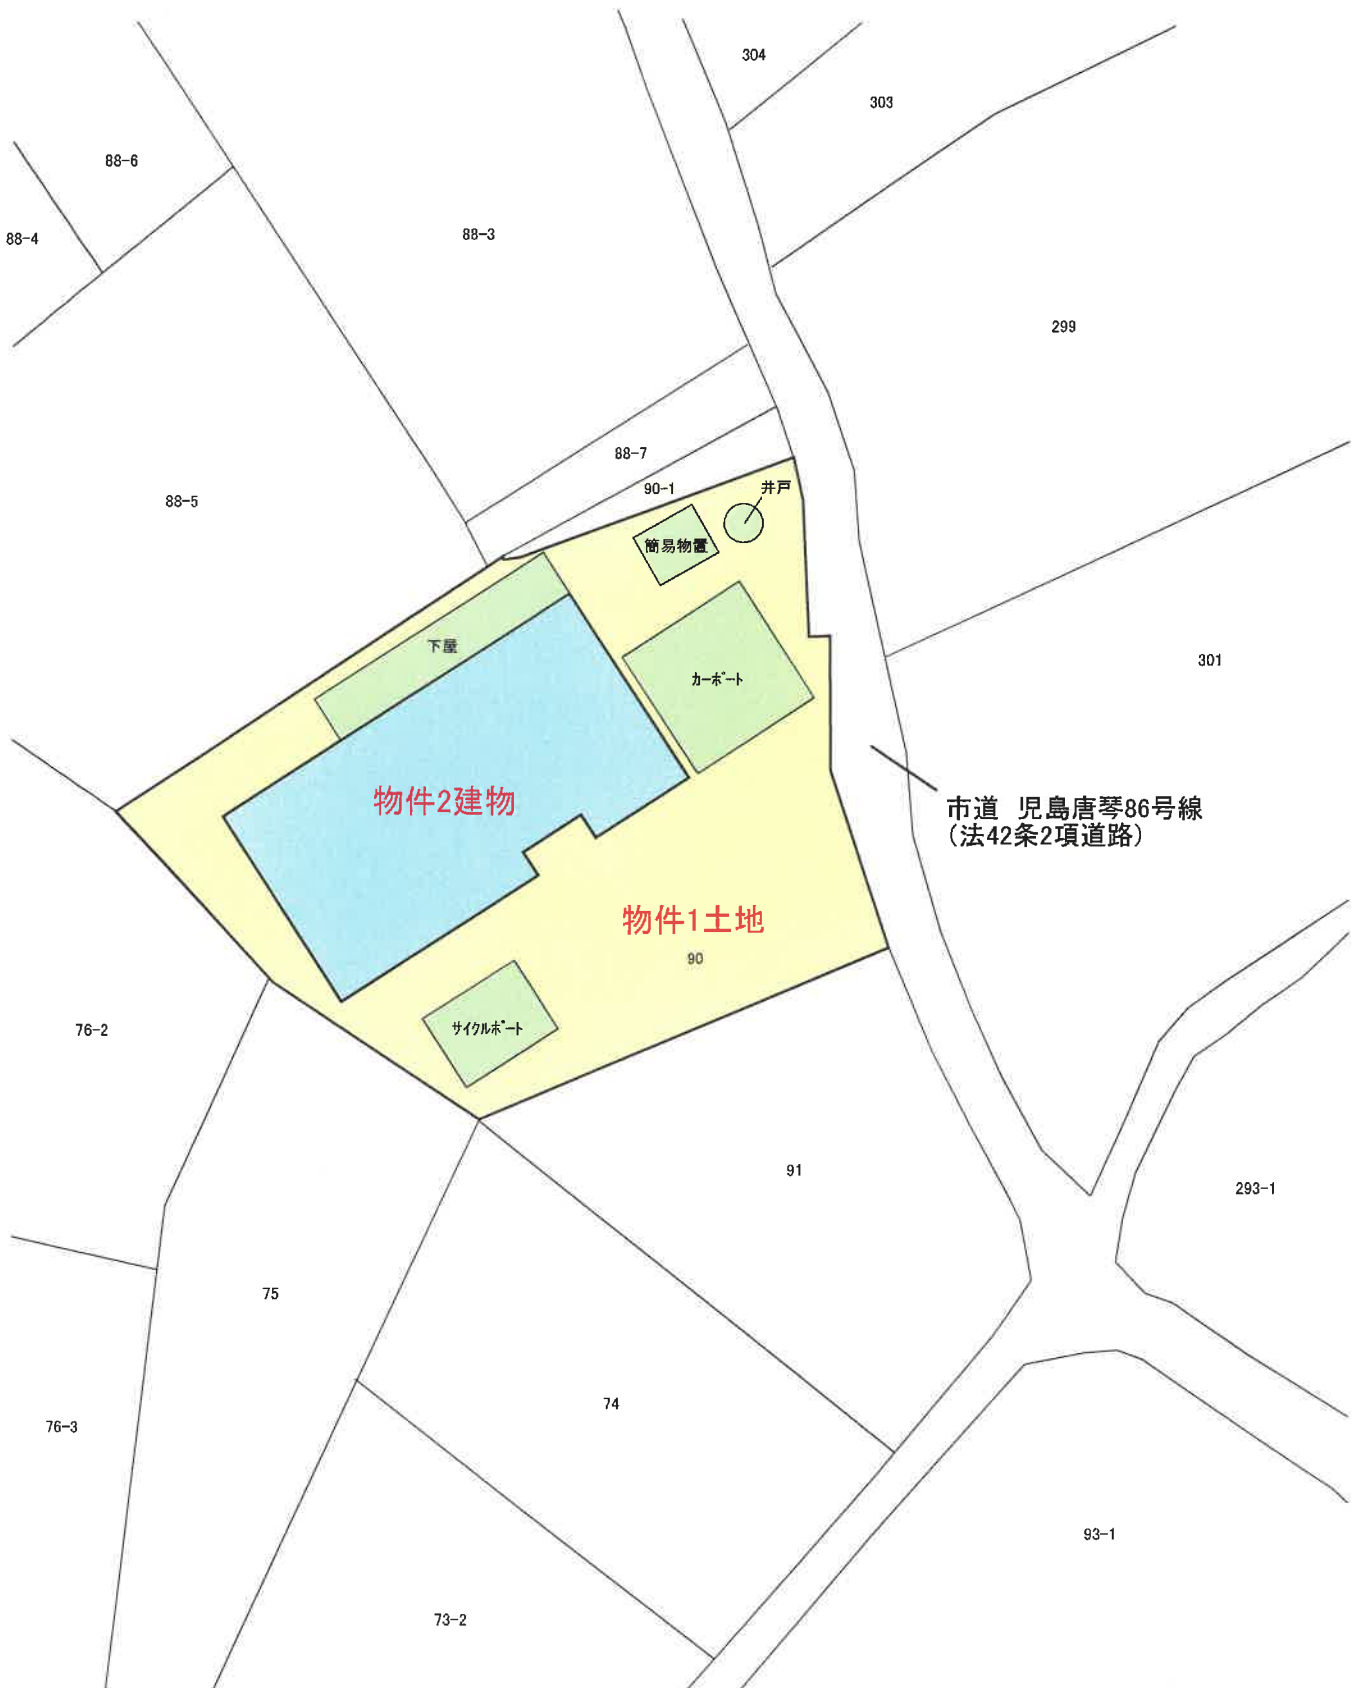 304
303
88-6
88-4
88-3
299
88-7
90-1
井戸
88-5
簡易物置
下屋
301
カーポート
物件2建物
市道 児島唐琴86号線
(法42条2項道路)
物件1土地
90
サイクルポート
76-2
91
293-1
75
74
76-3
93-1
73-2